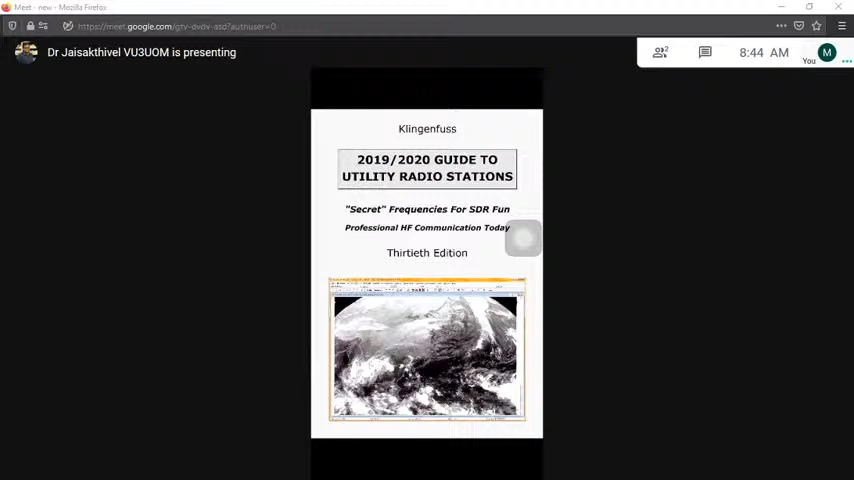 Meet - new - Mozilla Firefox
https://meet.google.com/gtv-dvdv-asd?authuser=0
Dr Jaisakthivel VU3UOM is presenting
2
8:44 AM
You
M
Klingenfuss
2019/2020 GUIDE TO
UTILITY RADIO STATIONS
"Secret" Frequencies For SDR Fun
Professional HF Communication Today
Thirtieth Edition